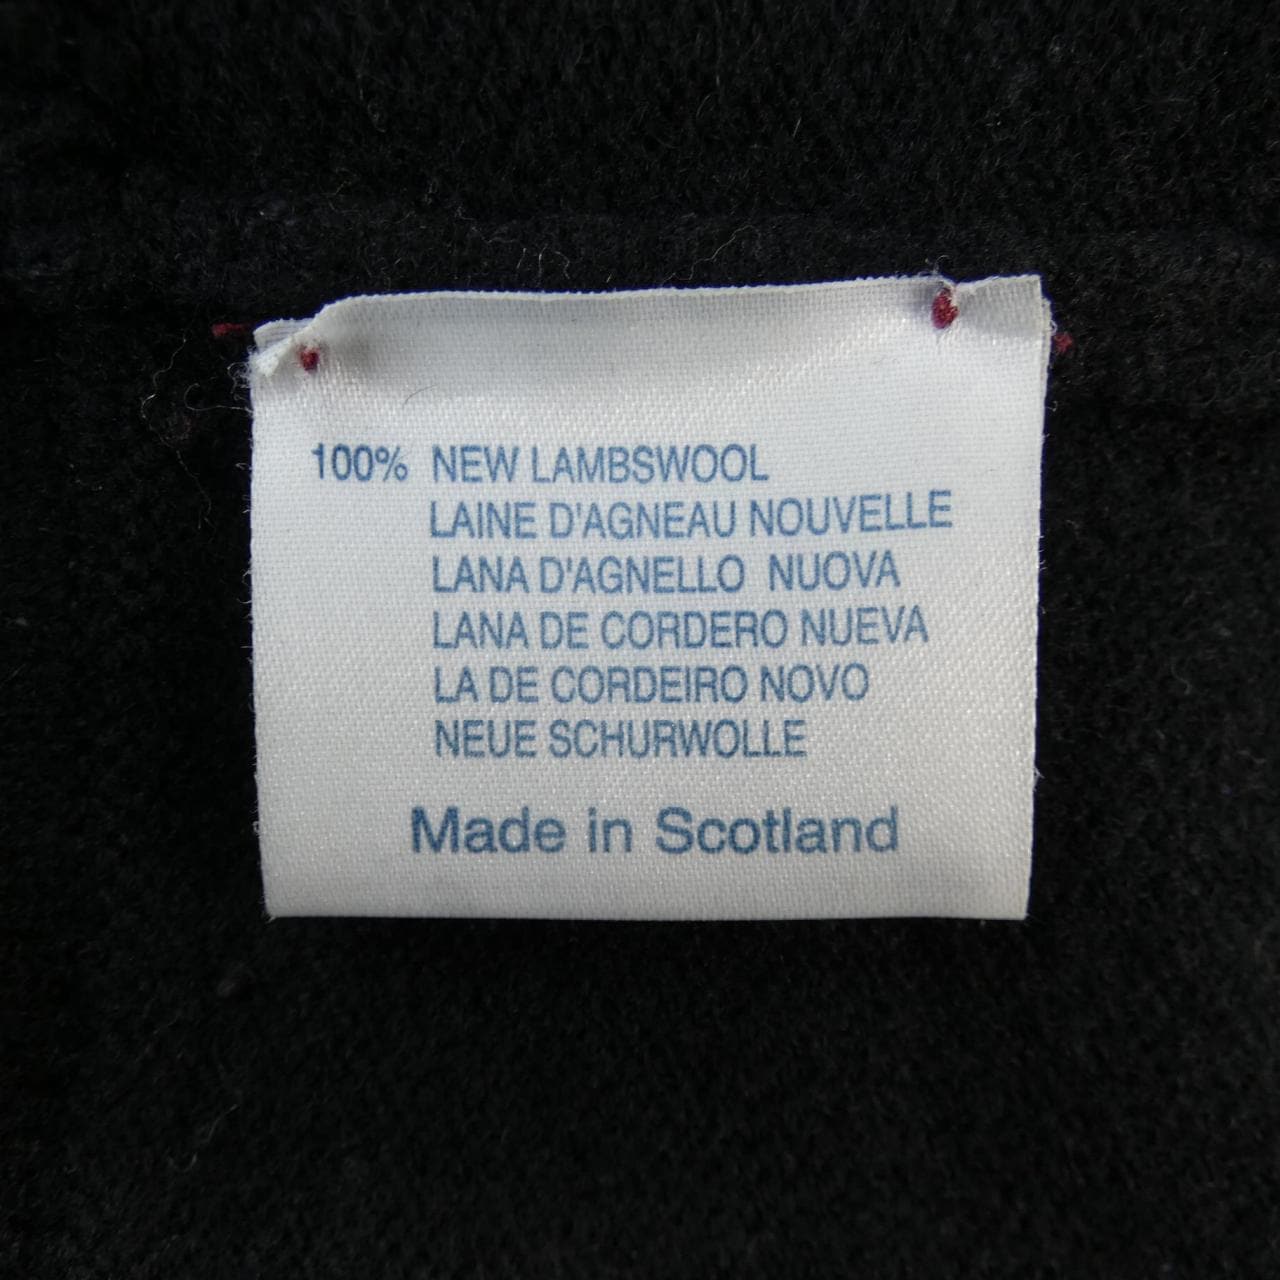 100% NEW LAMBSWOOL
LAINE D'AGNEAU NOUVELLE
LANA D'AGNELLO NUOVA
LANA DE CORDERO NUEVA
LA DE CORDEIRO NOVO
NEUE SCHURWOLLE
Made in Scotland